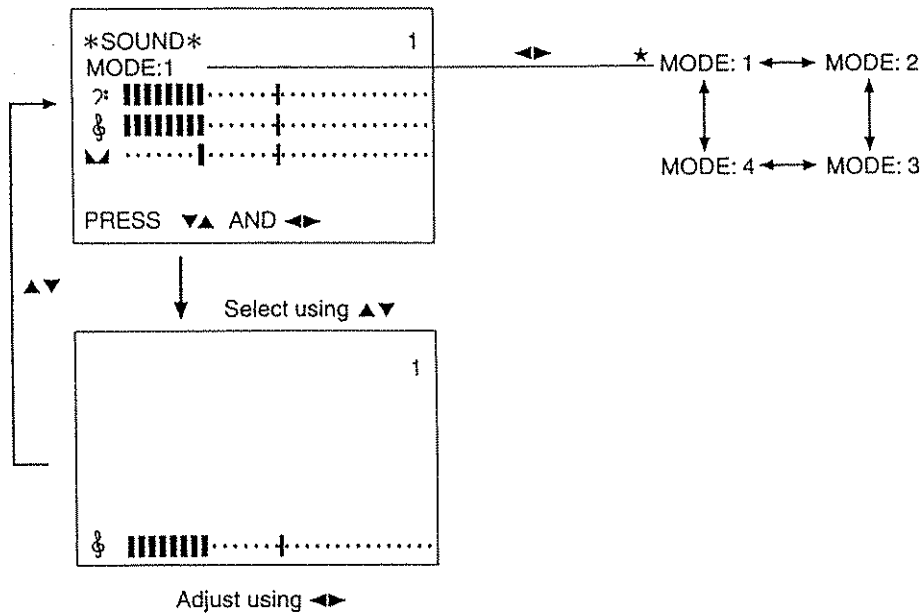 *SOUND* 1
MODE:1
PRESS ▼▲ AND ◄►
◄►
★ MODE: 1 ↔ MODE: 2
MODE: 4 ↔ MODE: 3
▲▼
Select using ▲▼
1
Adjust using ◄►